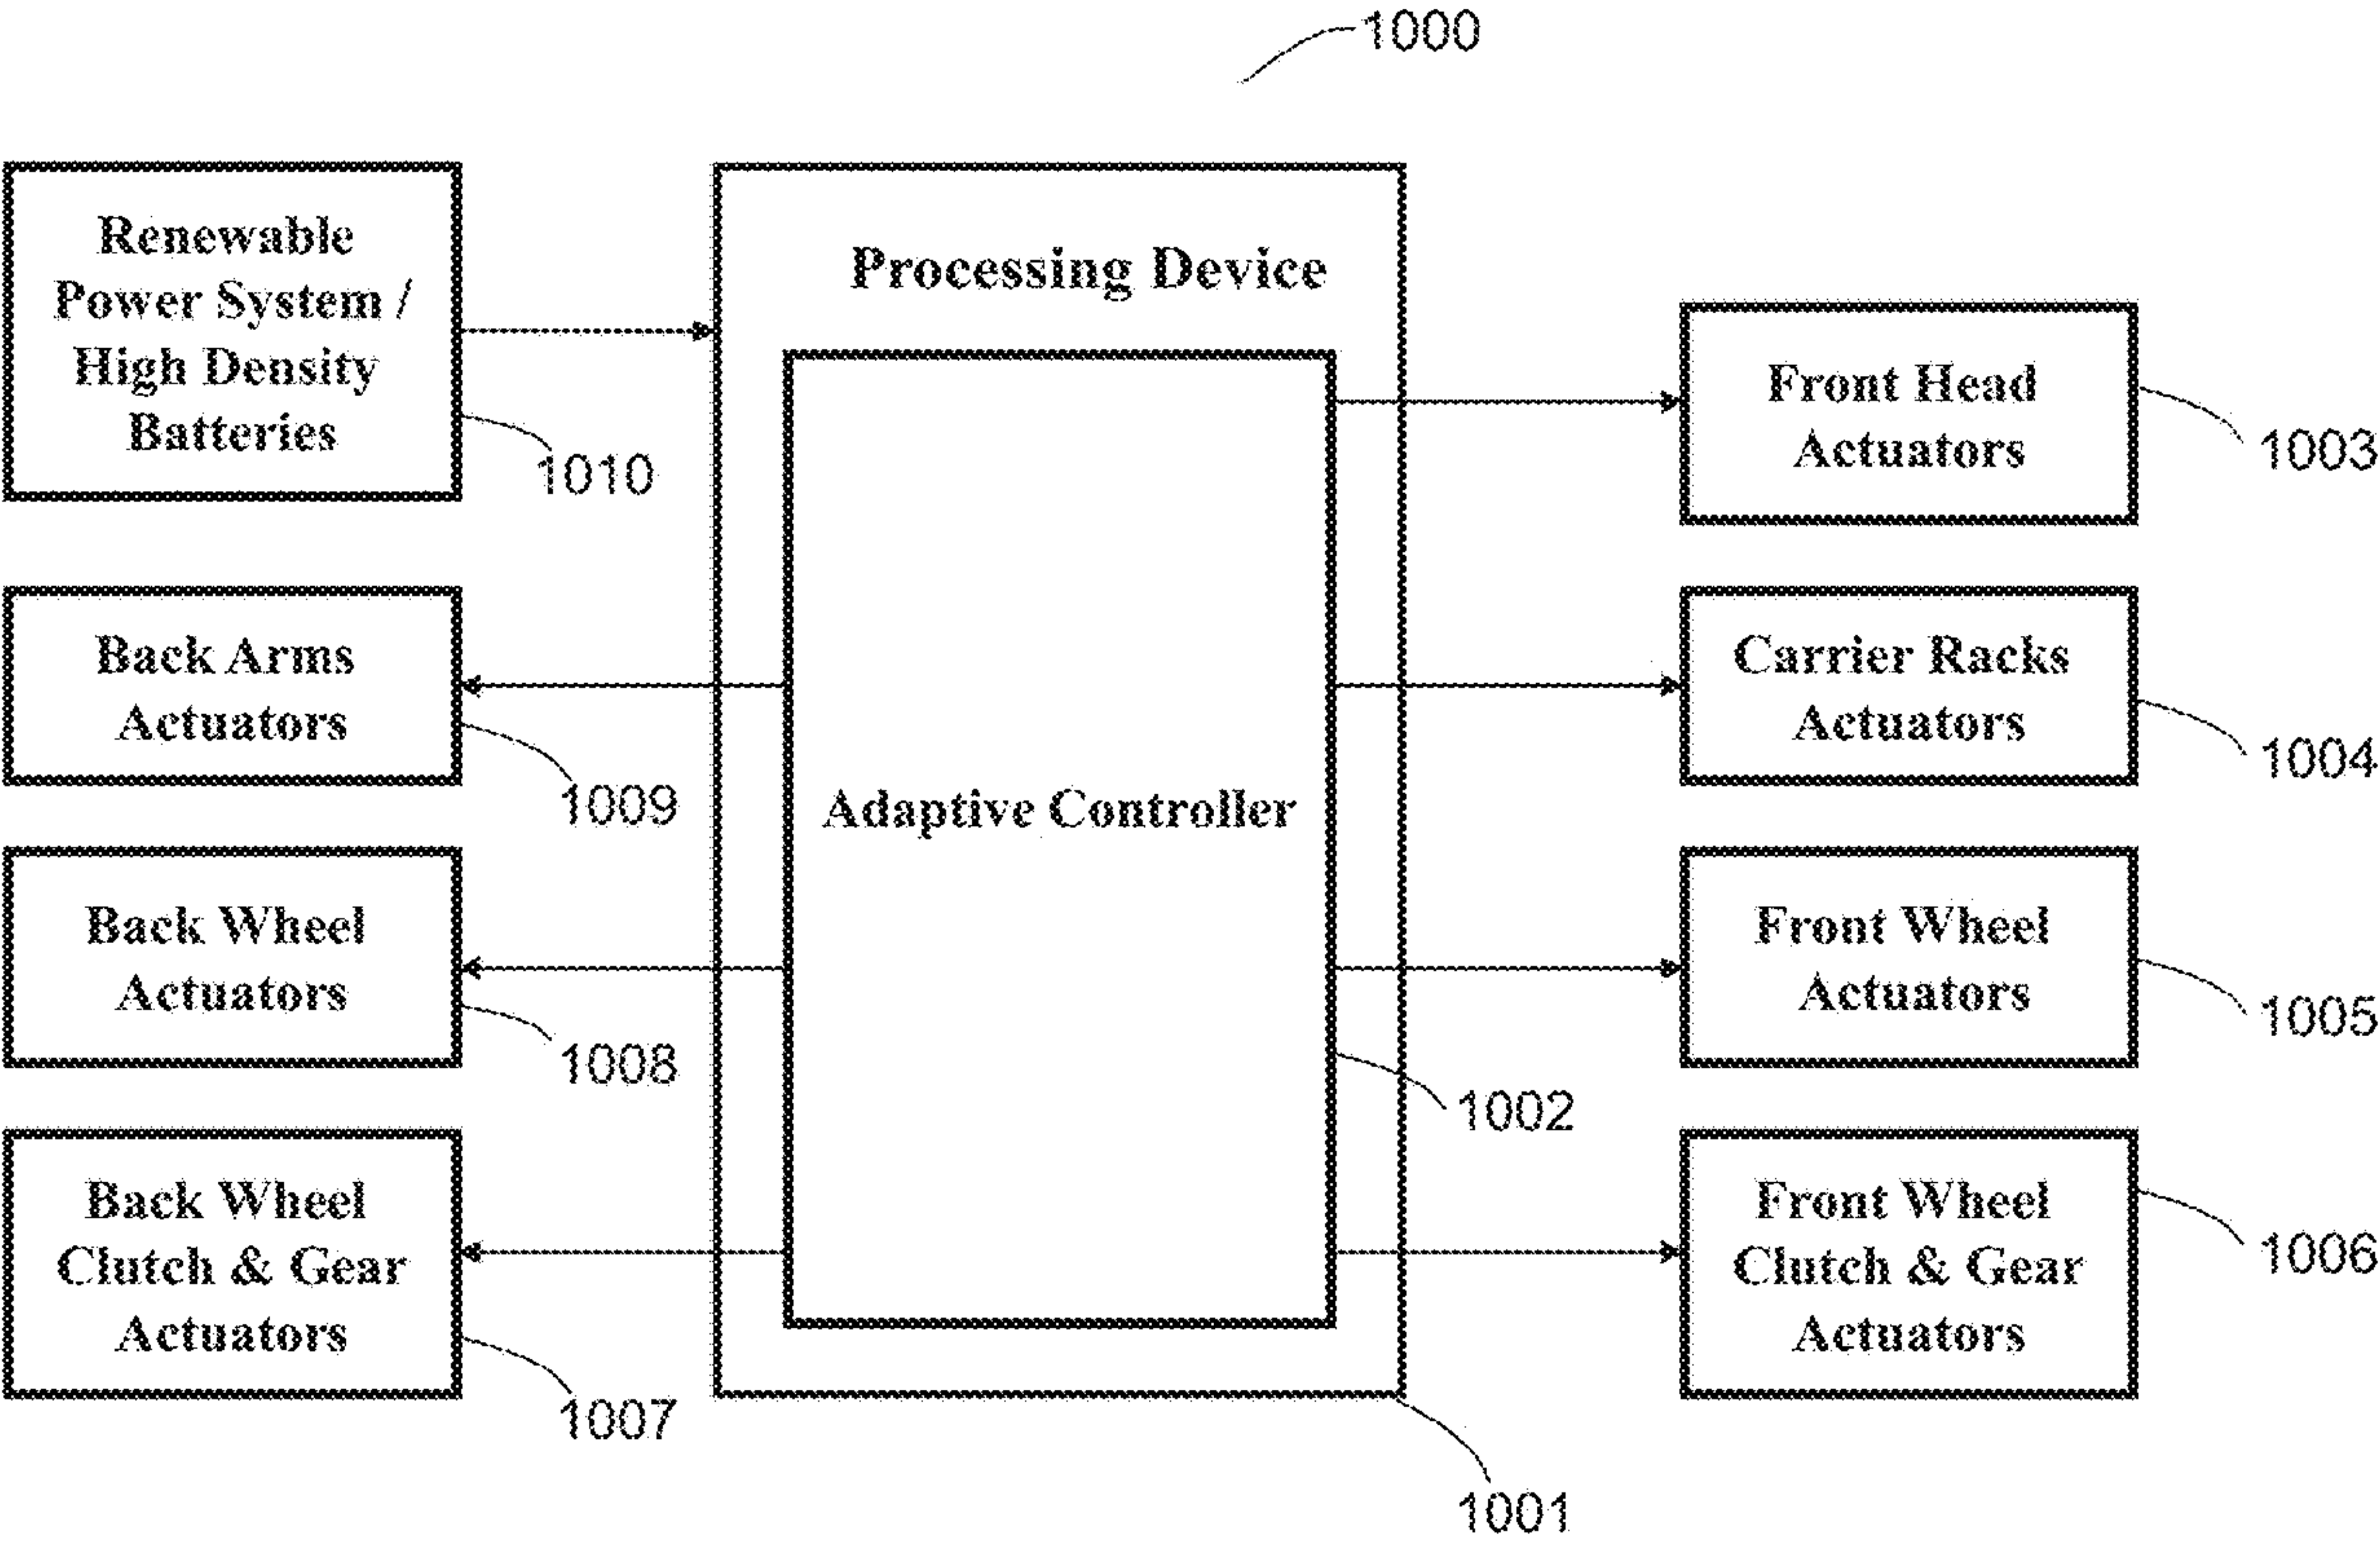 1000
Renewable
Power System /
High Density
Batteries
1010
Processing Device
Front Head
Actuators
1003
Back Arms
Actuators
1009
Carrier Racks
Actuators
1004
Adaptive Controller
Back Wheel
Actuators
1008
Front Wheel
Actuators
1005
1002
Back Wheel
Clutch & Gear
Actuators
1007
Front Wheel
Clutch & Gear
Actuators
1006
1001